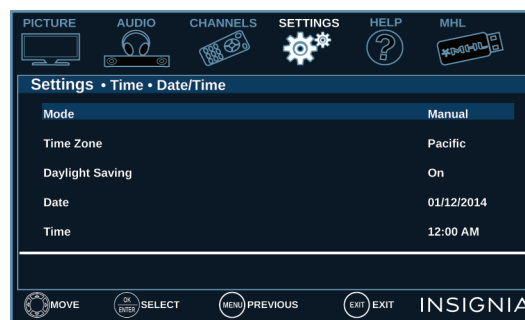 PICTURE AUDIO CHANNELS SETTINGS HELP MHL
Settings • Time • Date/Time
Mode Manual
Time Zone Pacific
Daylight Saving On
Date 01/12/2014
Time 12:00 AM
MOVE OK ENTER SELECT MENU PREVIOUS EXIT EXIT INSIGNIA